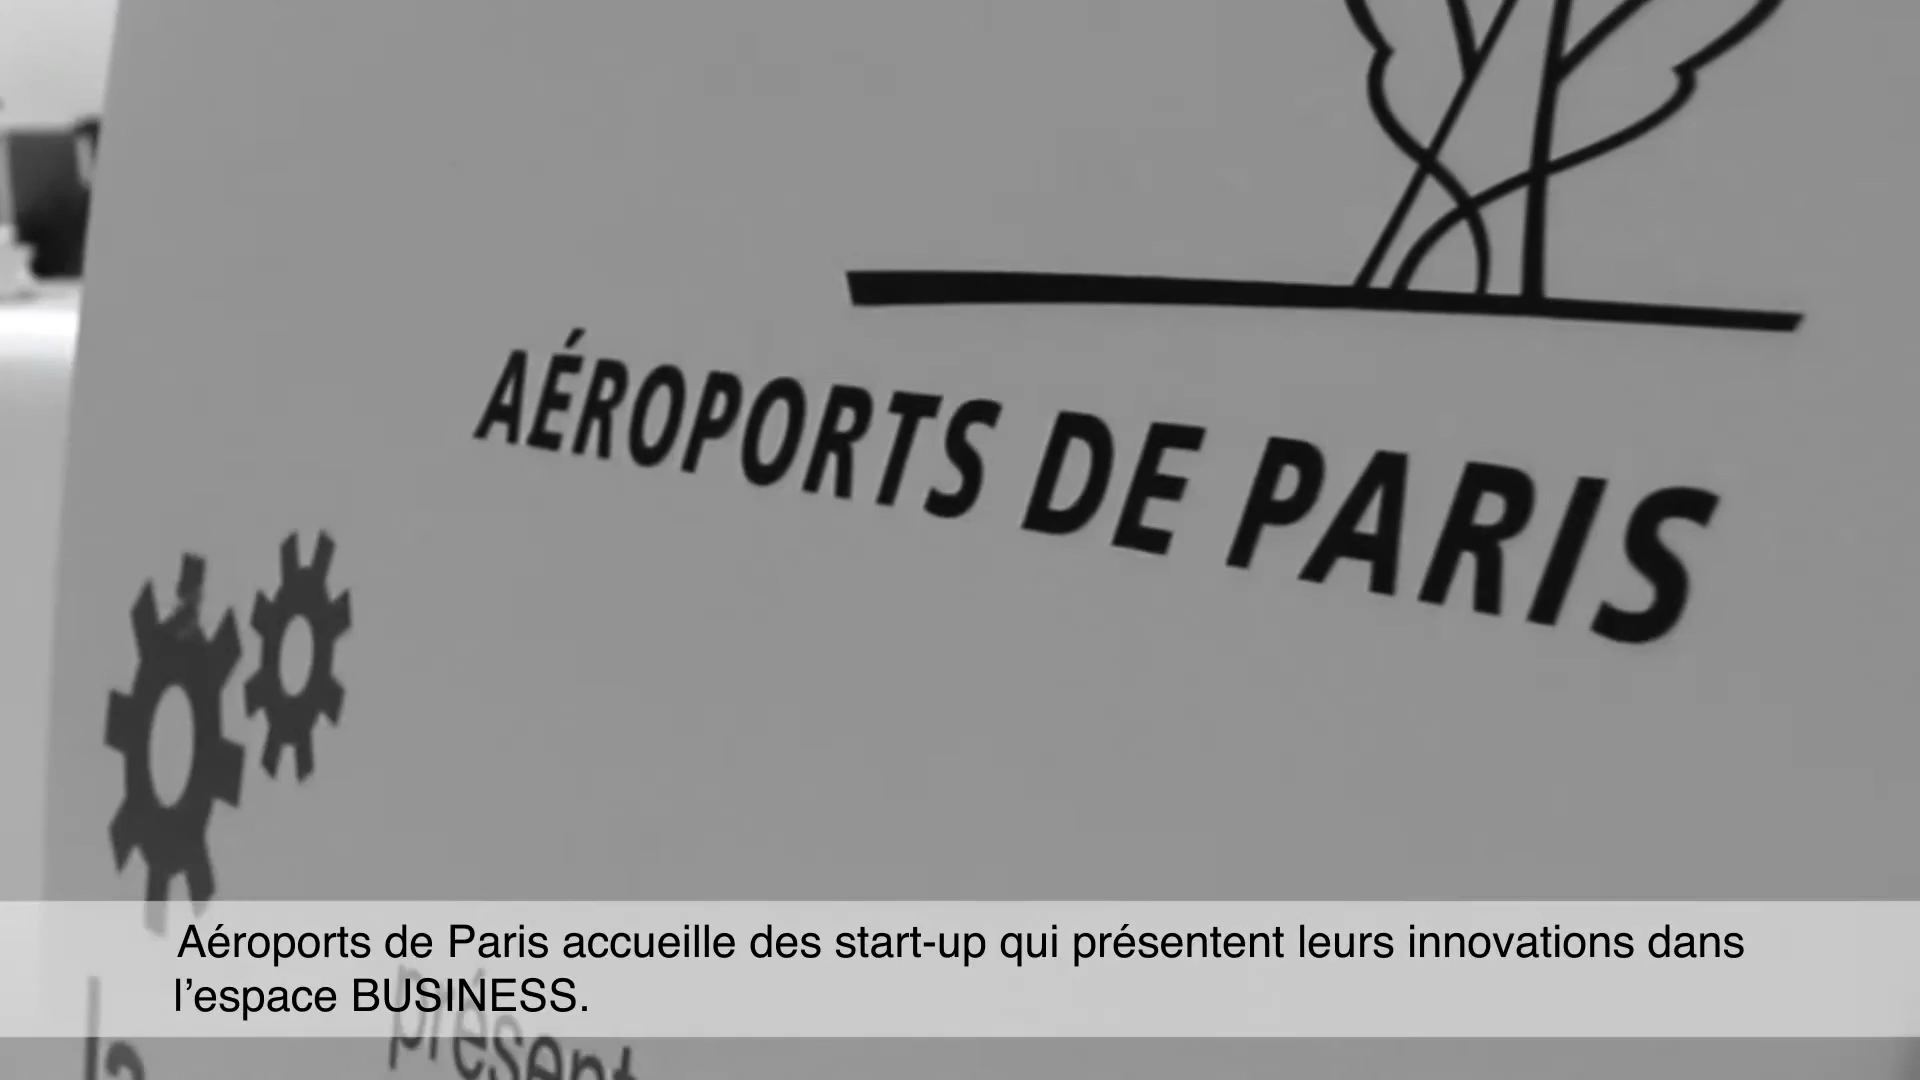 AÉROPORTS DE PARIS
Aéroports de Paris accueille des start-up qui présentent leurs innovations dans
l’espace BUSINESS.